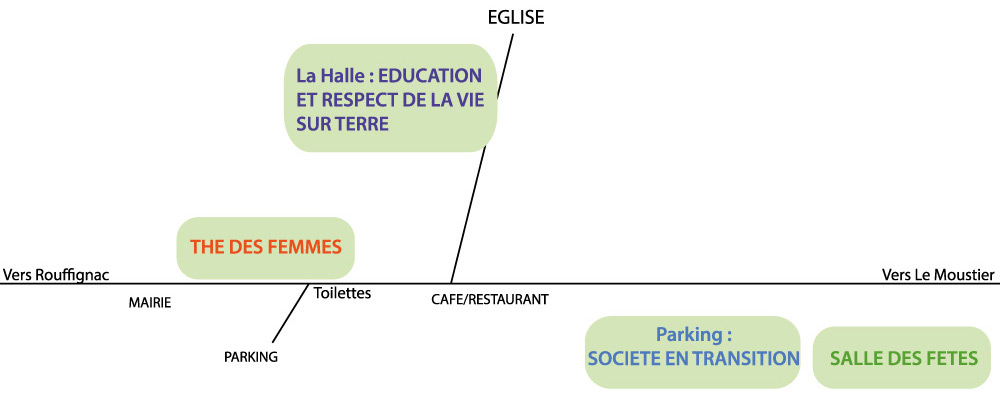 EGLISE
La Halle : EDUCATION
ET RESPECT DE LA VIE
SUR TERRE
THE DES FEMMES
Vers Rouffignac
Vers Le Moustier
MAIRIE
Toilettes
CAFE/RESTAURANT
PARKING
Parking :
SOCIETE EN TRANSITION
SALLE DES FETES